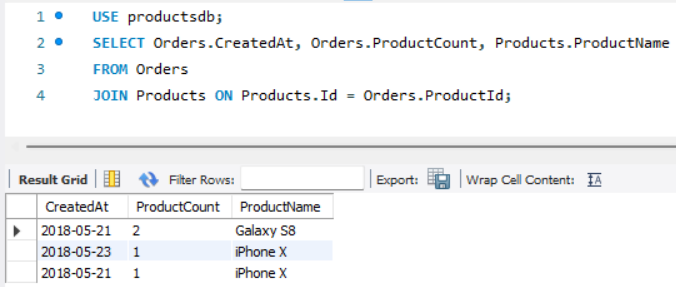 1 USE productsdb;
2 SELECT Orders.CreatedAt, Orders.ProductCount, Products.ProductName
3 FROM Orders
4 JOIN Products ON Products.Id = Orders.ProductId;
Result Grid Filter Rows: Export: Wrap Cell Content: IA
CreatedAt ProductCount ProductName
2018-05-21 2 Galaxy S8
2018-05-23 1 iPhone X
2018-05-21 1 iPhone X